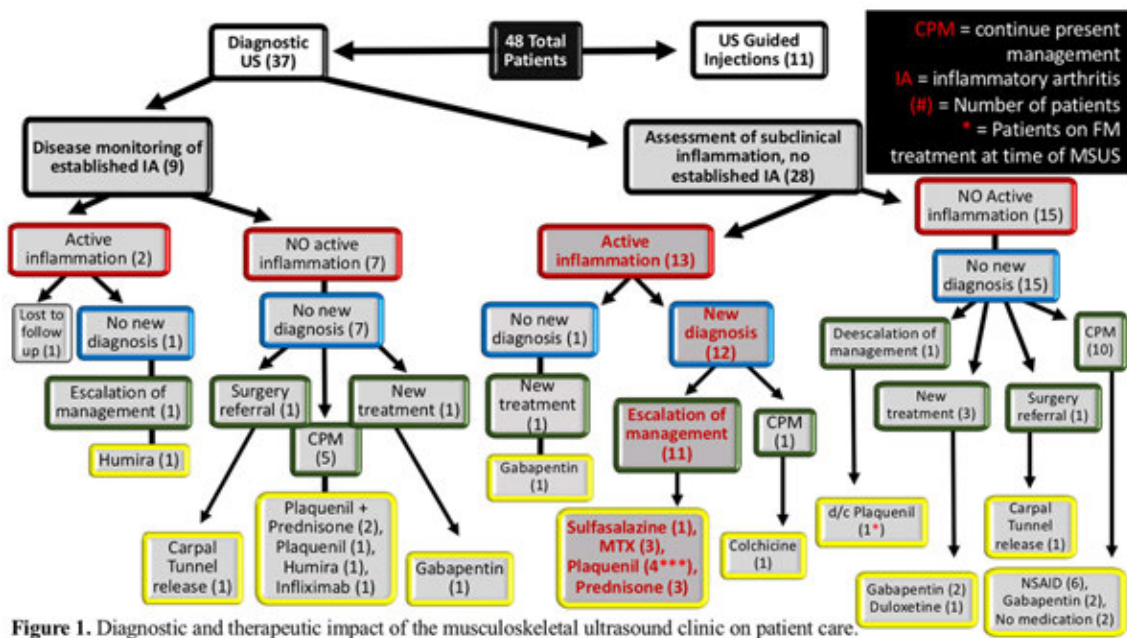 Diagnostic
US (37)
48 Total
Patients
US Guided
Injections (11)
CPM = continue present
management
IA = inflammatory arthritis
(#) = Number of patients
* = Patients on FM
treatment at time of MSUS
Disease monitoring of
established IA (9)
Assessment of subclinical
inflammation, no
established IA (28)
Active
inflammation (2)
NO active
inflammation (7)
Active
inflammation (13)
NO Active
inflammation (15)
Lost to
follow
up (1)
No new
diagnosis (1)
No new
diagnosis (7)
No new
diagnosis (1)
New
diagnosis
(12)
No new
diagnosis
(15)
Escalation of
management (1)
Surgery
referral (1)
CPM
(5)
New
treatment (1)
New
treatment
(1)
Escalation of
management
(11)
CPM
(1)
Deescalation of
management (1)
New
treatment (3)
Surgery
referral (1)
CPM
(10)
Humira (1)
Carpal
Tunnel
release (1)
Plaquenil +
Prednisone (2),
Plaquenil (1),
Humira (1),
Infliximab (1)
Gabapentin
(1)
Gabapentin
(1)
Sulfasalazine (1),
MTX (3),
Plaquenil (4***),
Prednisone (3)
Colchicine
(1)
d/c Plaquenil
(1*)
Gabapentin (2)
Duloxetine (1)
Carpal
Tunnel
release (1)
NSAID (6),
Gabapentin (2),
No medication (2)
Figure 1. Diagnostic and therapeutic impact of the musculoskeletal ultrasound clinic on patient care.